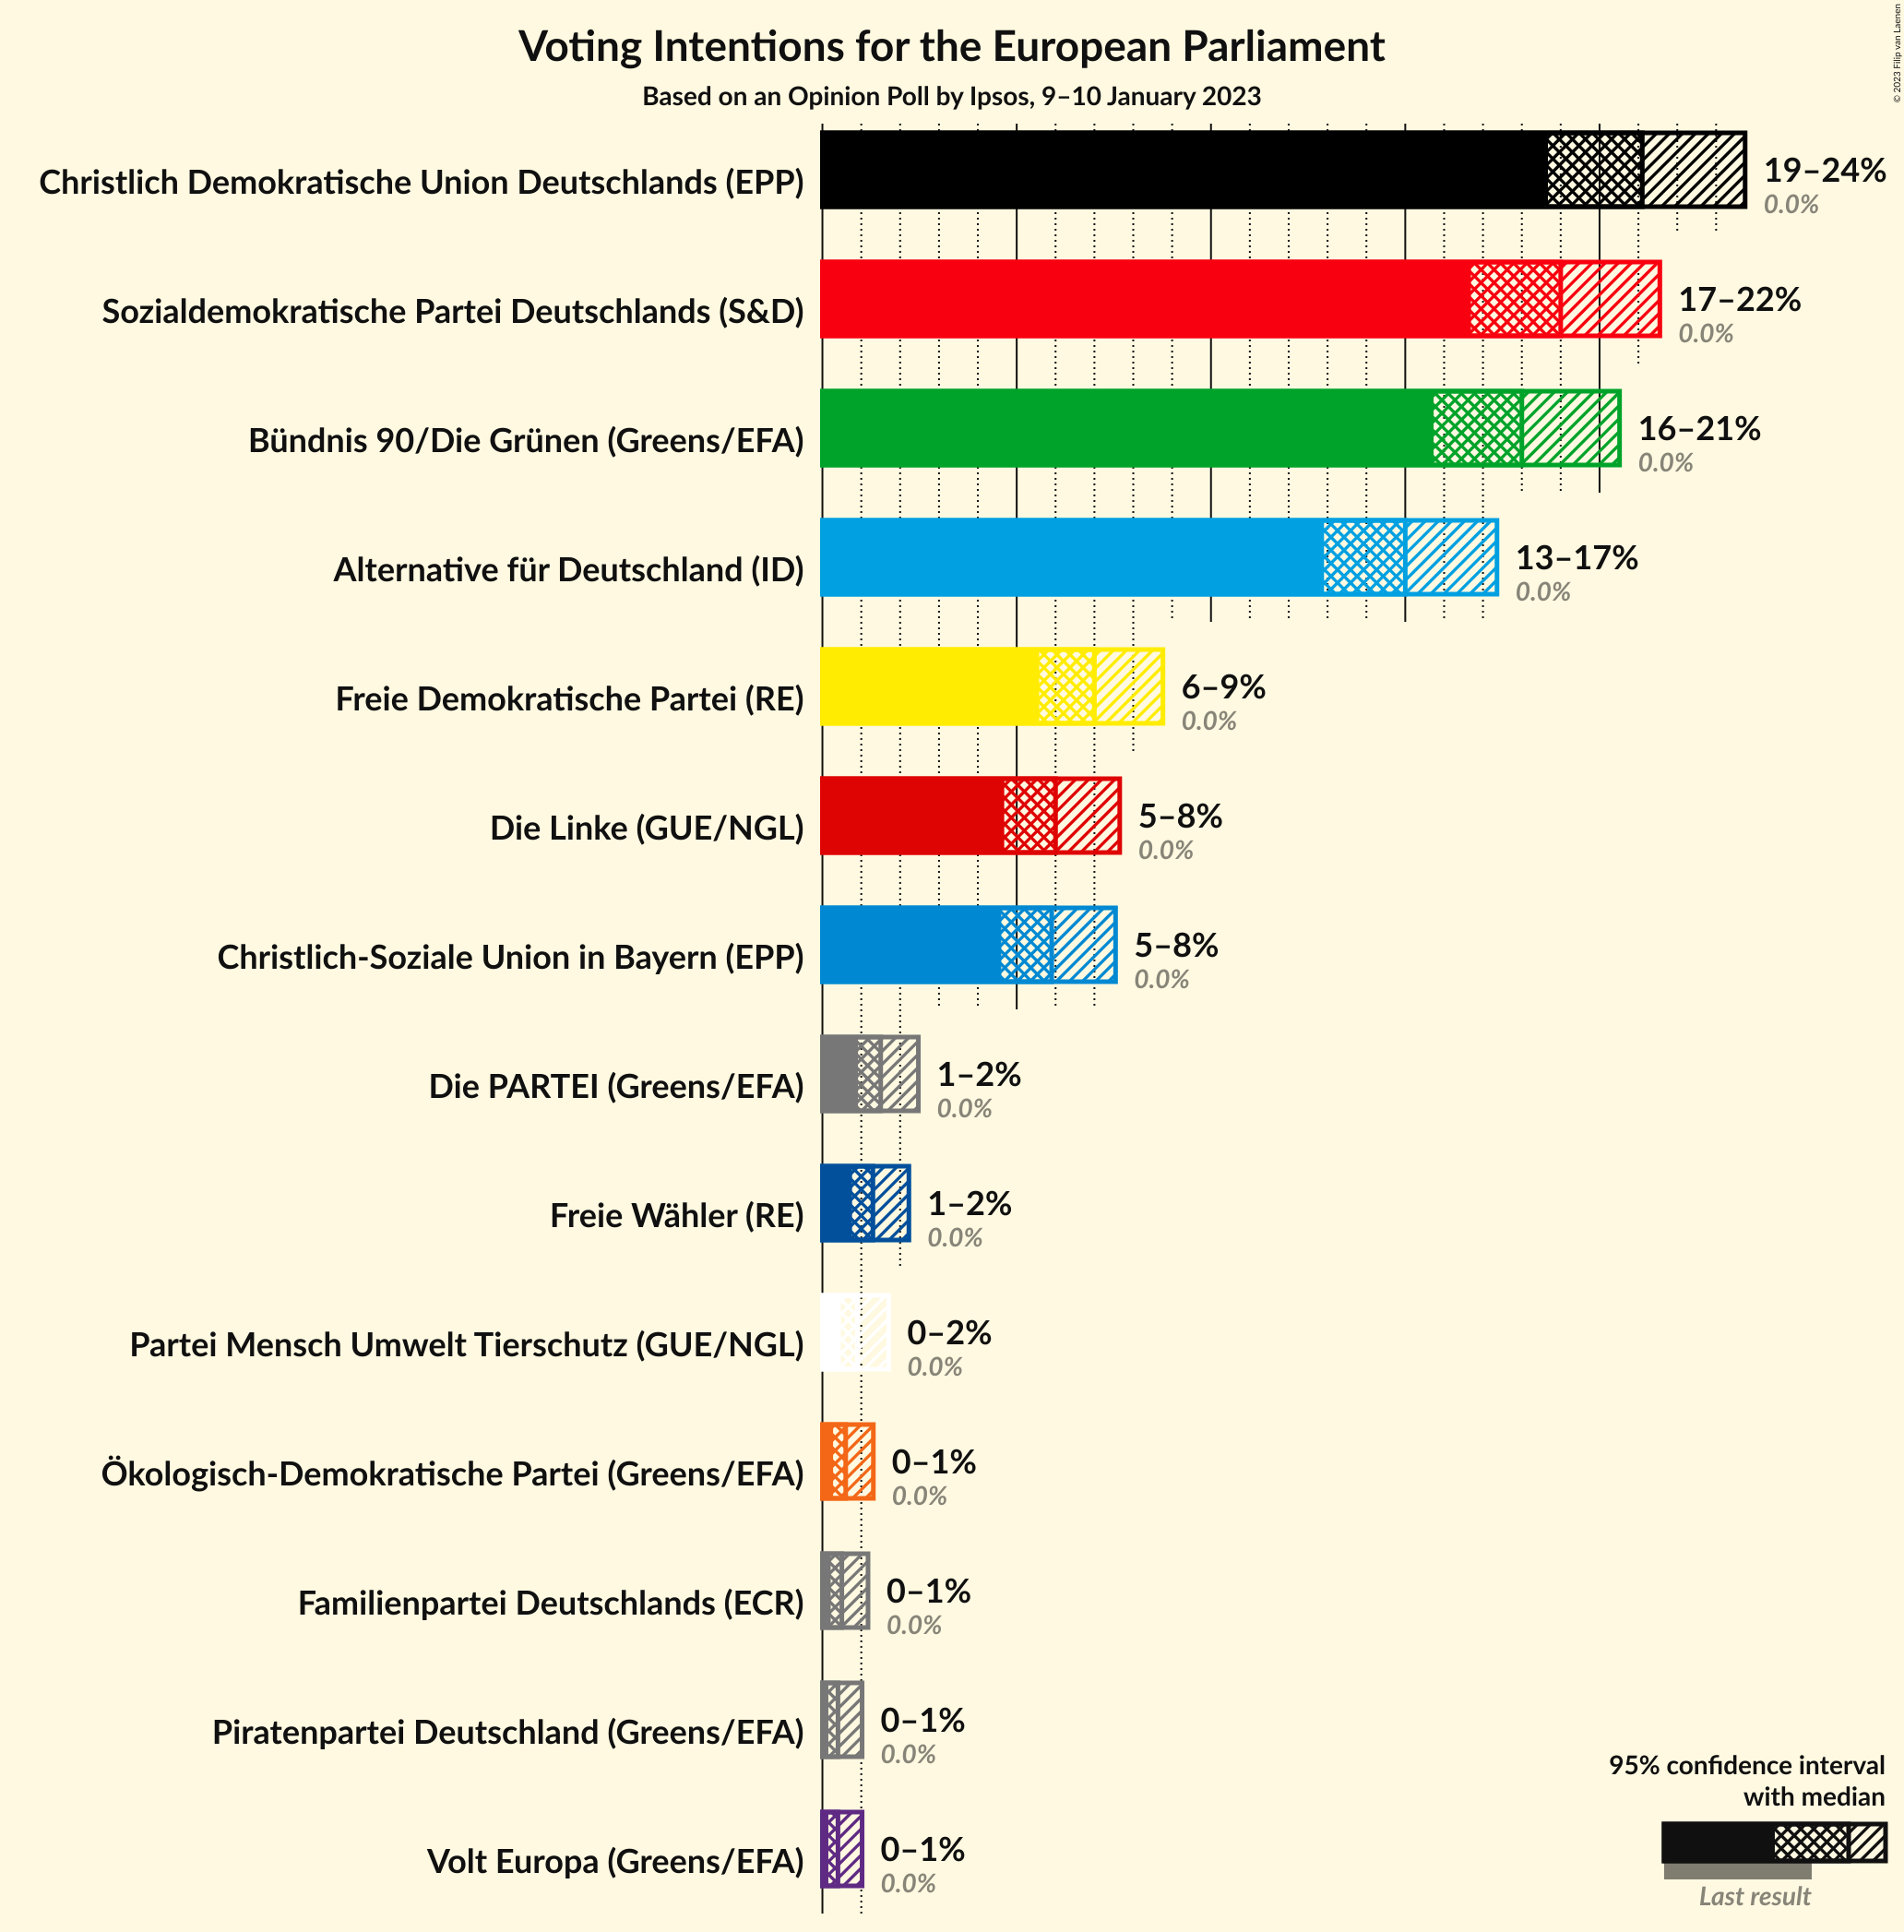 Voting Intentions for the European Parliament
Based on an Opinion Poll by Ipsos, 9–10 January 2023
© 2023 Filip van Laenen
Christlich Demokratische Union Deutschlands (EPP)
19–24%
0.0%
Sozialdemokratische Partei Deutschlands (S&D)
17–22%
0.0%
Bündnis 90/Die Grünen (Greens/EFA)
16–21%
0.0%
Alternative für Deutschland (ID)
13–17%
0.0%
Freie Demokratische Partei (RE)
6–9%
0.0%
Die Linke (GUE/NGL)
5–8%
0.0%
Christlich-Soziale Union in Bayern (EPP)
5–8%
0.0%
Die PARTEI (Greens/EFA)
1–2%
0.0%
Freie Wähler (RE)
1–2%
0.0%
Partei Mensch Umwelt Tierschutz (GUE/NGL)
0–2%
0.0%
Ökologisch-Demokratische Partei (Greens/EFA)
0–1%
0.0%
Familienpartei Deutschlands (ECR)
0–1%
0.0%
Piratenpartei Deutschland (Greens/EFA)
0–1%
0.0%
Volt Europa (Greens/EFA)
0–1%
0.0%
95% confidence interval
with median
Last result